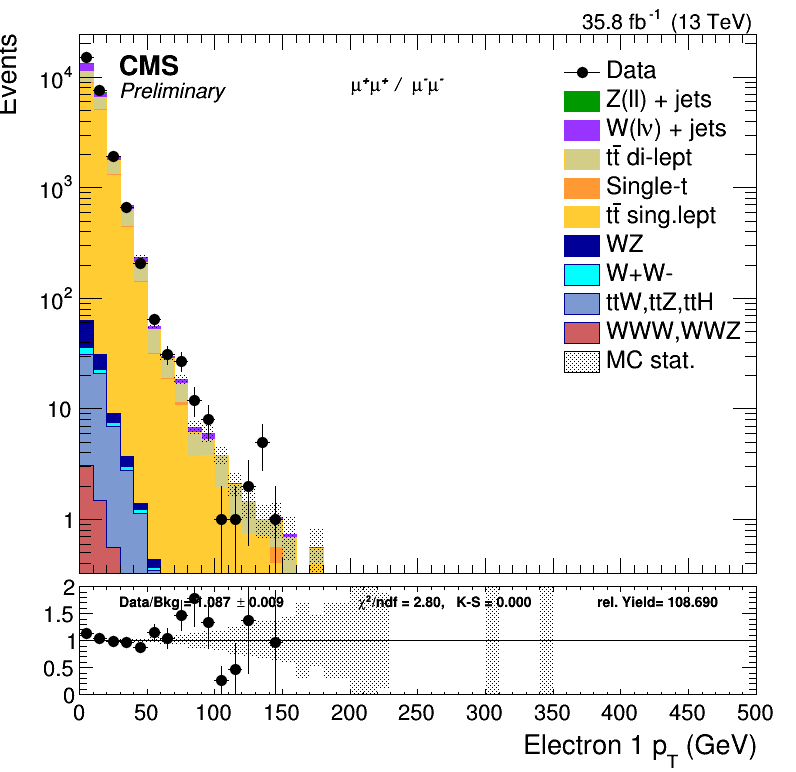 35.8 fb⁻¹ (13 TeV)
CMS
Preliminary
μ⁺μ⁺ / μ⁻μ⁻
Events
10⁴
10³
10²
10
1
Data
Z(ll) + jets
W(lν) + jets
tt̄ di-lept
Single-t
tt̄ sing.lept
WZ
W+W-
ttW,ttZ,ttH
WWW,WWZ
MC stat.
Data/Bkg = 1.087 ± 0.009 χ²/ndf = 2.80, K-S = 0.000 rel. Yield= 108.690
2
1.5
1
0.5
0
0 50 100 150 200 250 300 350 400 450 500
Electron 1 p_T (GeV)